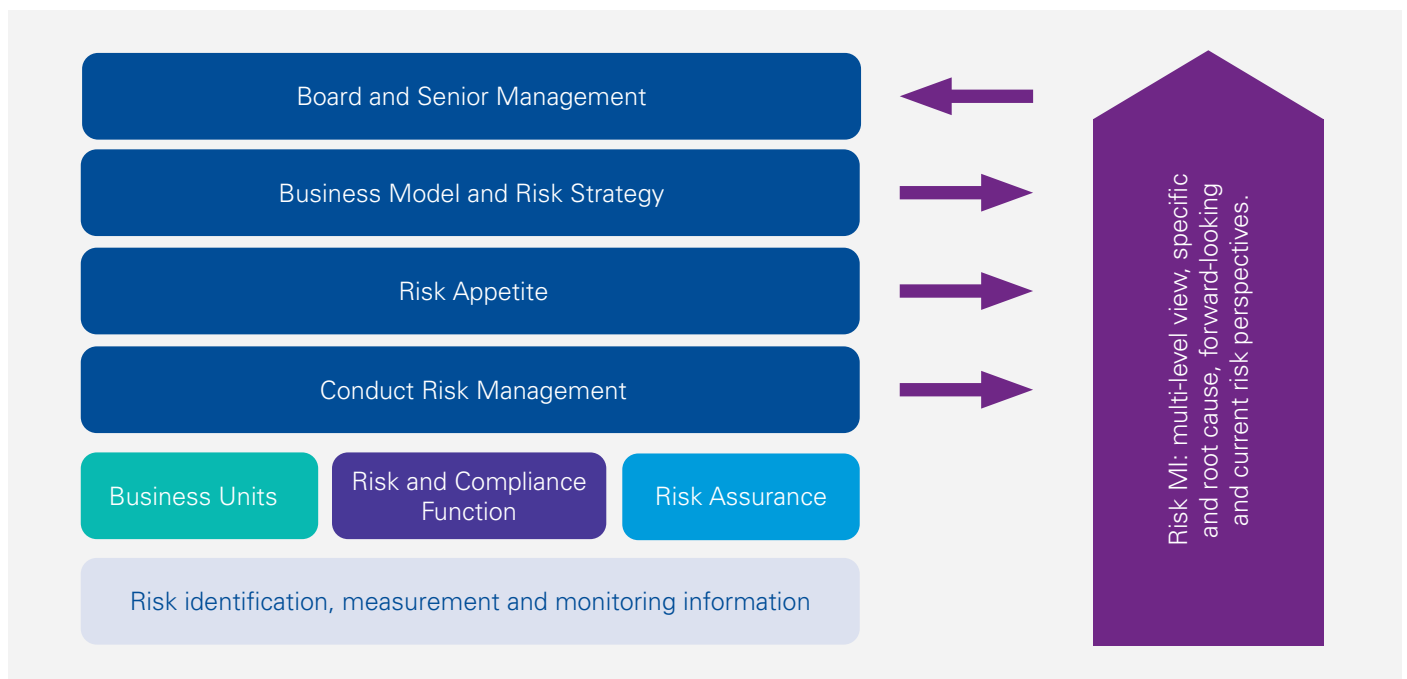 Board and Senior Management
Business Model and Risk Strategy
Risk Appetite
Conduct Risk Management
Business Units
Risk and Compliance
Function
Risk Assurance
Risk identification, measurement and monitoring information
Risk MI: multi-level view, specific
and root cause, forward-looking
and current risk perspectives.